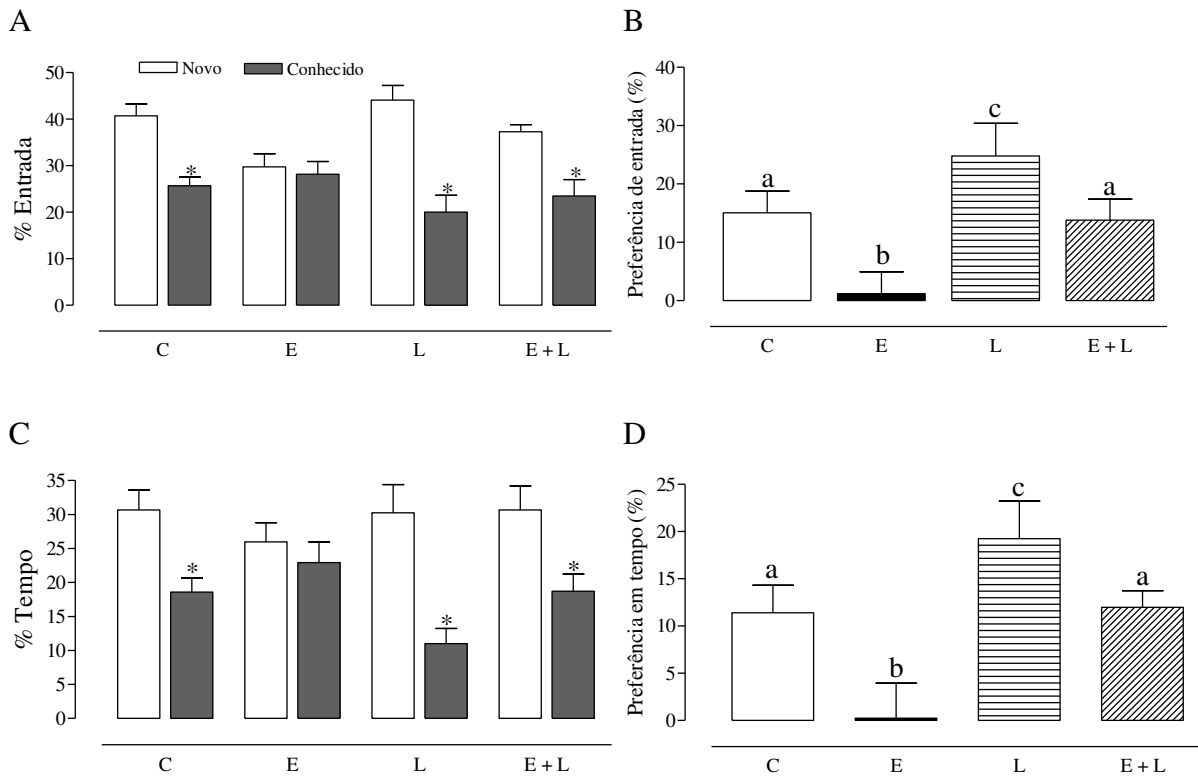 A
Novo
Conhecido
% Entrada
50
40
30
20
10
0
*
*
*
C
E
L
E + L
B
Preferência de entrada (%)
40
30
20
10
0
a
b
c
a
C
E
L
E + L
C
% Tempo
35
30
25
20
15
10
5
0
*
*
*
C
E
L
E + L
D
Preferência em tempo (%)
25
20
15
10
5
0
a
b
c
a
C
E
L
E + L